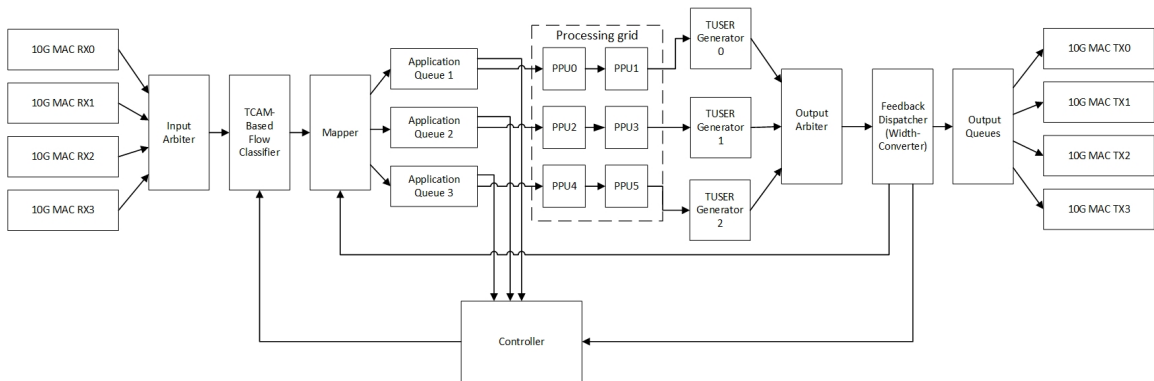 10G MAC RX0
10G MAC RX1
10G MAC RX2
10G MAC RX3
Input
Arbiter
TCAM-
Based
Flow
Classifier
Mapper
Application
Queue 1
Application
Queue 2
Application
Queue 3
Processing grid
PPU0
PPU1
PPU2
PPU3
PPU4
PPU5
TUSER
Generator
0
TUSER
Generator
1
TUSER
Generator
2
Output
Arbiter
Feedback
Dispatcher
(Width-
Converter)
Output
Queues
10G MAC TX0
10G MAC TX1
10G MAC TX2
10G MAC TX3
Controller